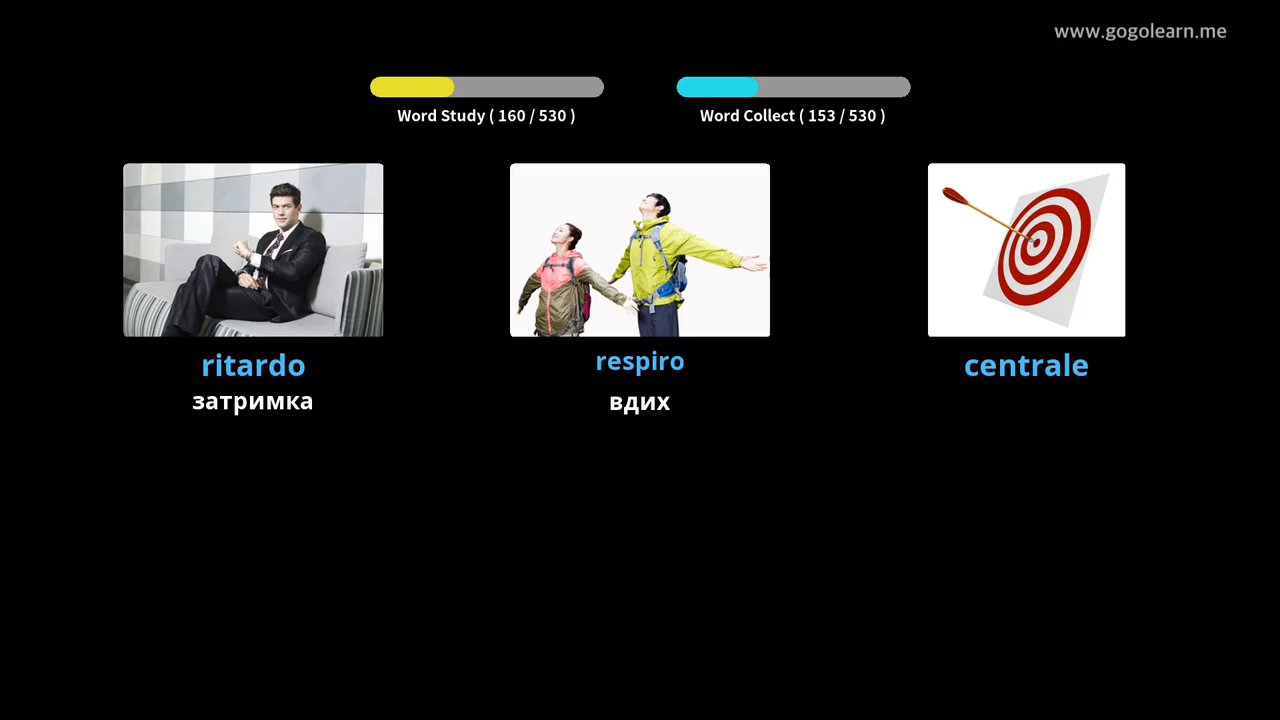 www.gogolearn.me
Word Study ( 160 / 530 )
Word Collect ( 153 / 530 )
ritardo
затримка
respiro
вдих
centrale